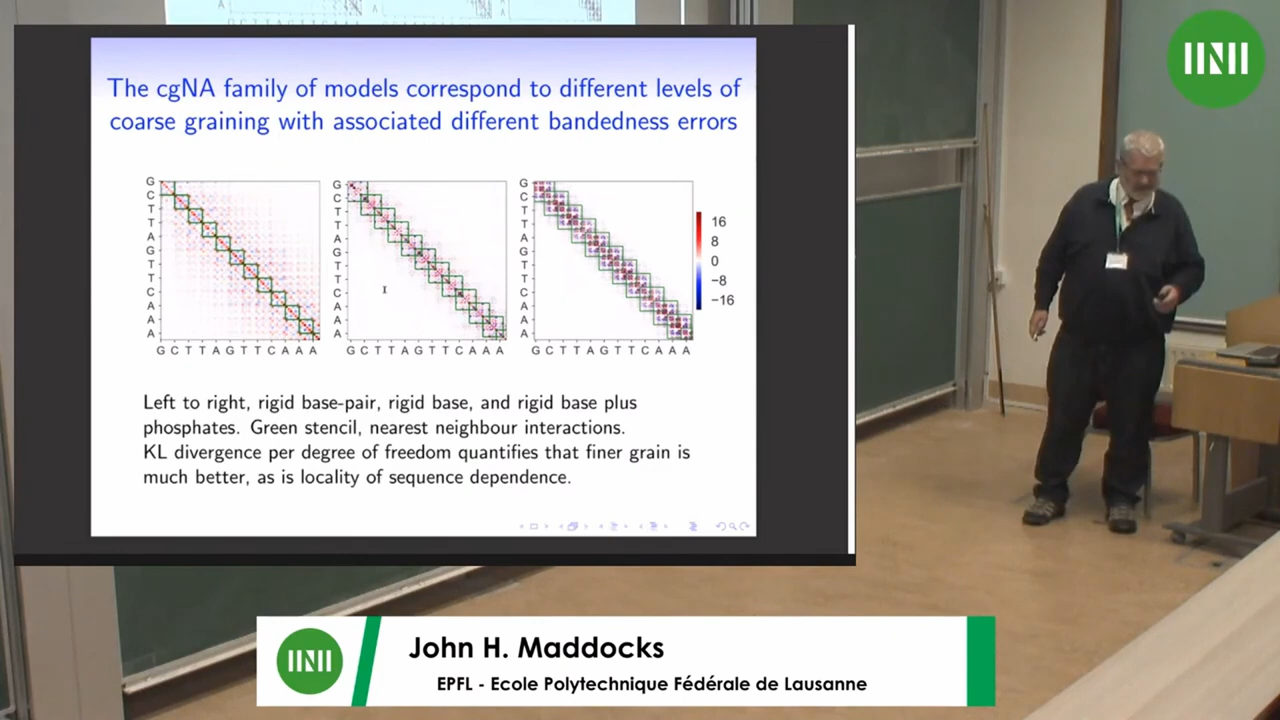 A
G C T T A G T T C A A A
The cgNA family of models correspond to different levels of
coarse graining with associated different bandedness errors
G
C
T
T
A
G
T
T
C
A
A
A
G C T T A G T T C A A A
G
C
T
T
A
G
T
T
C
A
A
A
G C T T A G T T C A A A
G
C
T
T
A
G
T
T
C
A
A
A
G C T T A G T T C A A A
16
8
0
−8
−16
Left to right, rigid base-pair, rigid base, and rigid base plus
phosphates. Green stencil, nearest neighbour interactions.
KL divergence per degree of freedom quantifies that finer grain is
much better, as is locality of sequence dependence.
John H. Maddocks
EPFL - Ecole Polytechnique Fédérale de Lausanne